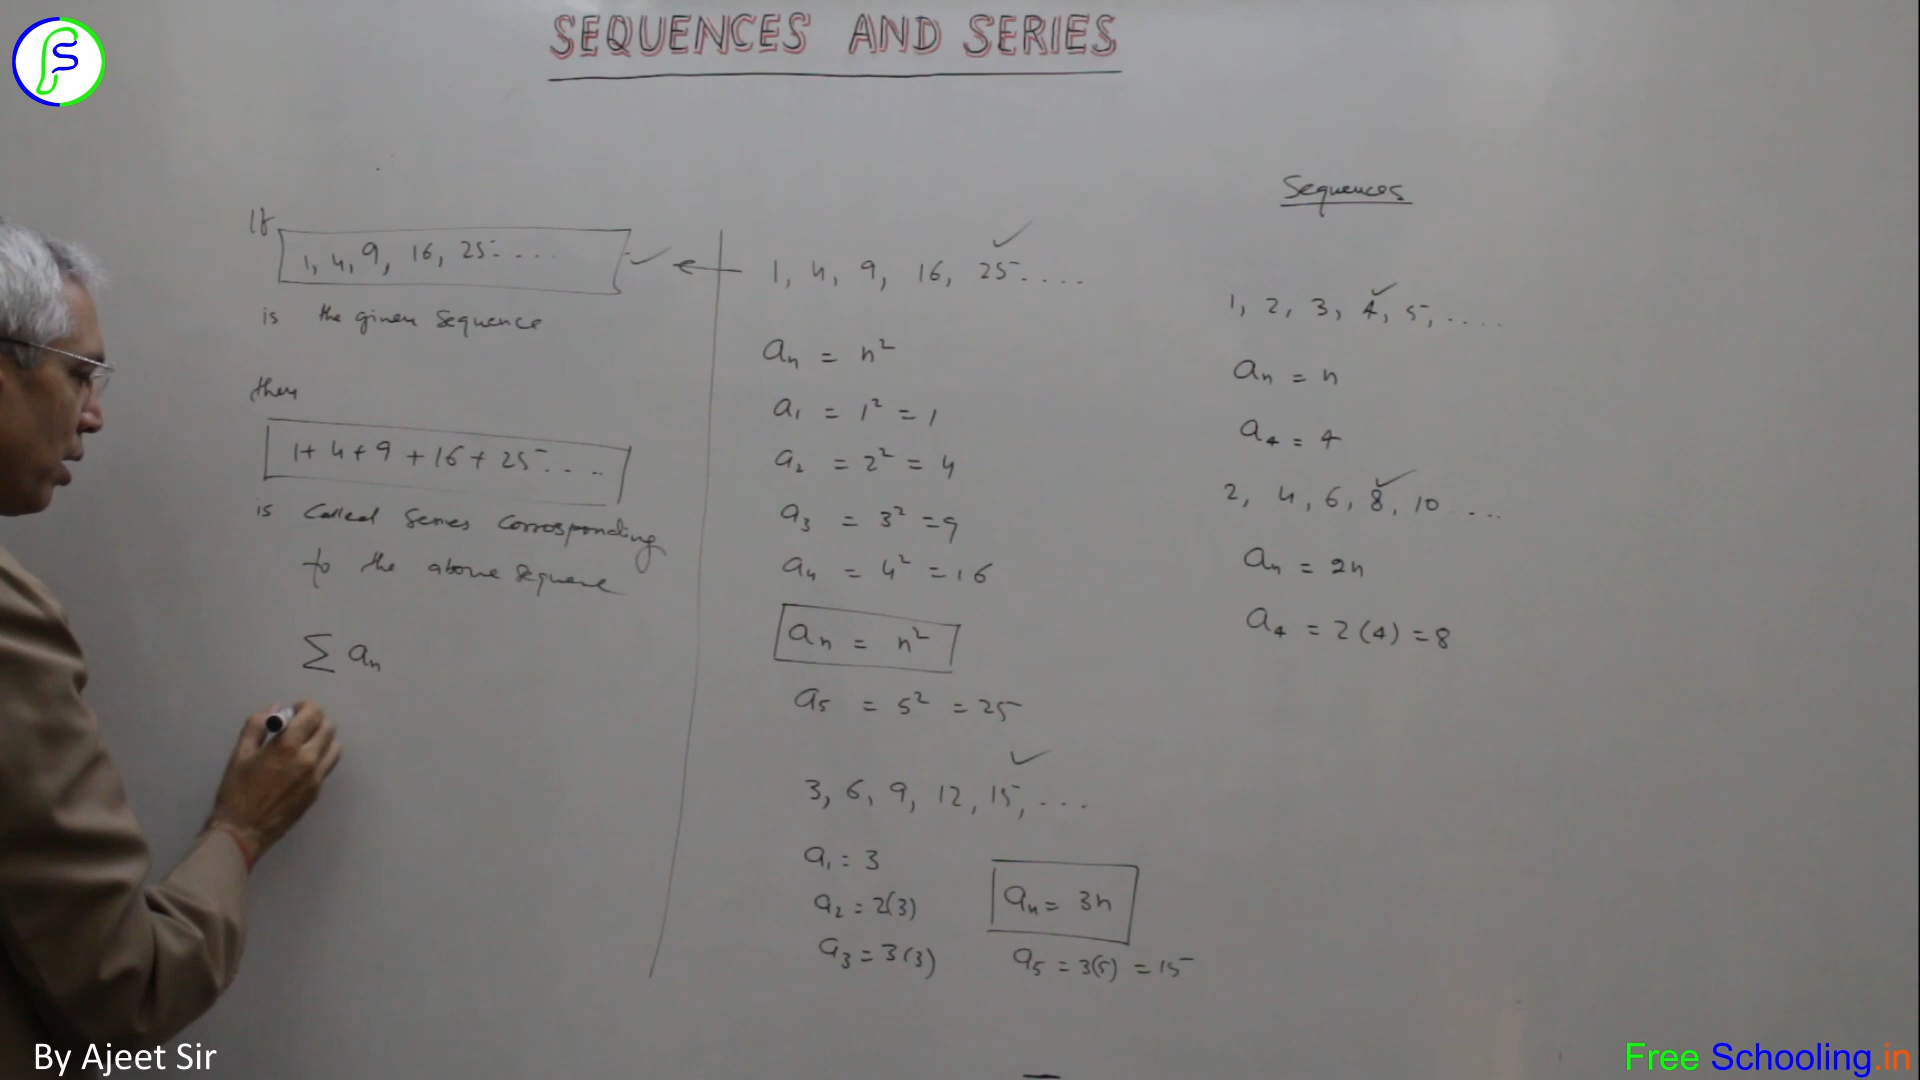 SEQUENCES AND SERIES
If
1, 4, 9, 16, 25. . . .
is the given sequence
then
1+ 4 + 9 + 16 + 25 . . . .
is called series corresponding
to the above sequence
∑ aₙ
1, 4, 9, 16, 25. . . .
aₙ = n²
a₁ = 1² = 1
a₂ = 2² = 4
a₃ = 3² = 9
a₄ = 4² = 16
aₙ = n²
a₅ = 5² = 25
3, 6, 9, 12, 15, . . .
a₁ = 3
a₂ = 2(3)
a₃ = 3(3)
aₙ = 3n
a₅ = 3(5) = 15
Sequences
1, 2, 3, 4, 5, . . . .
aₙ = n
a₄ = 4
2, 4, 6, 8, 10 . . . .
aₙ = 2n
a₄ = 2(4) = 8
By Ajeet Sir
Free Schooling.in